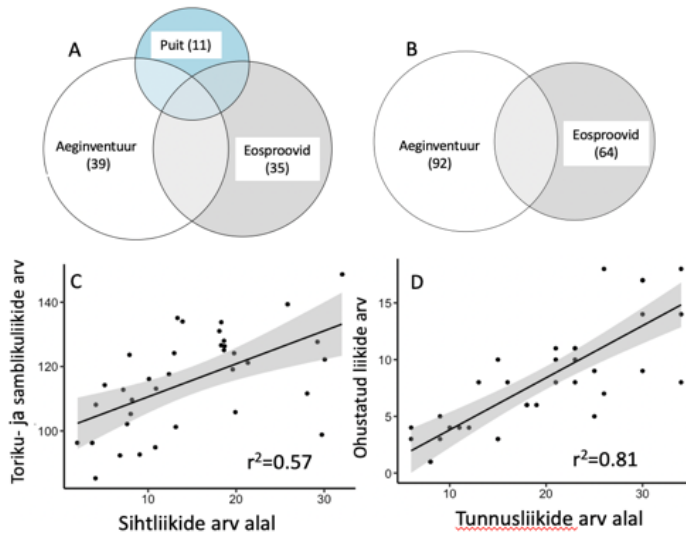 A
Puit (11)
Aeginventuur
(39)
Eosproovid
(35)
B
Aeginventuur
(92)
Eosproovid
(64)
C
Toriku- ja samblikuliikide arv
140
120
100
r²=0.57
10
20
30
Sihtliikide arv alal
D
Ohustatud liikide arv
15
10
5
0
r²=0.81
10
20
30
Tunnusliikide arv alal